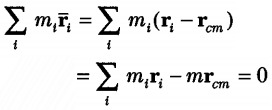 ∑ᵢ mᵢr̄ᵢ = ∑ᵢ mᵢ(rᵢ − r_cm)
= ∑ᵢ mᵢrᵢ − mr_cm = 0